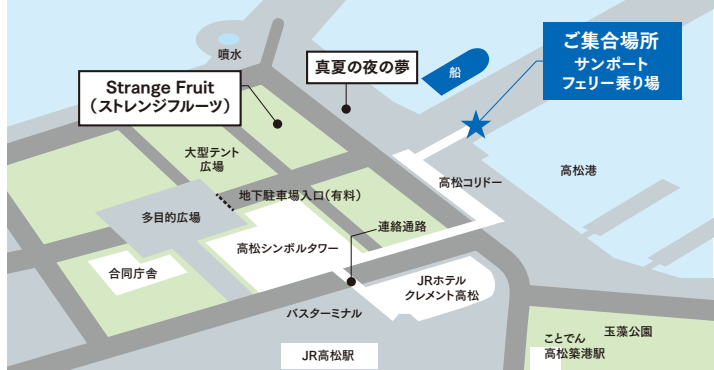 噴水
Strange Fruit
（ストレンジフルーツ）
真夏の夜の夢
船
ご集合場所
サンポート
フェリー乗り場
大型テント
広場
地下駐車場入口（有料）
高松コリドー
高松港
多目的広場
連絡通路
高松シンボルタワー
合同庁舎
JRホテル
クレメント高松
バスターミナル
JR高松駅
ことでん
高松築港駅
玉藻公園